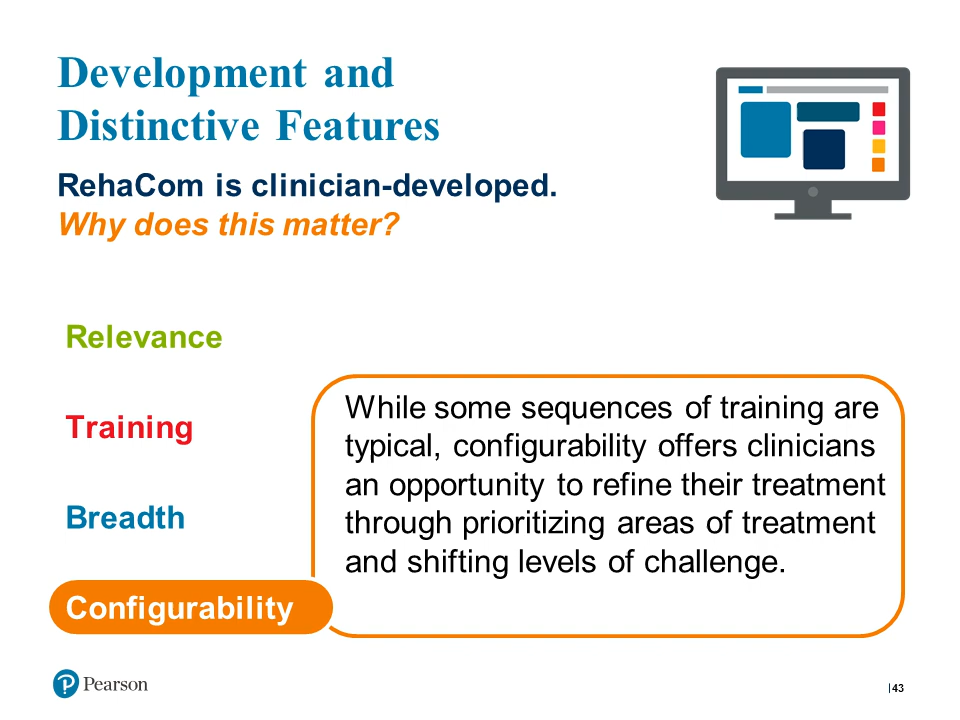 Development and
Distinctive Features
RehaCom is clinician-developed.
Why does this matter?
Relevance
Training
Breadth
Configurability
While some sequences of training are
typical, configurability offers clinicians
an opportunity to refine their treatment
through prioritizing areas of treatment
and shifting levels of challenge.
P Pearson
|43